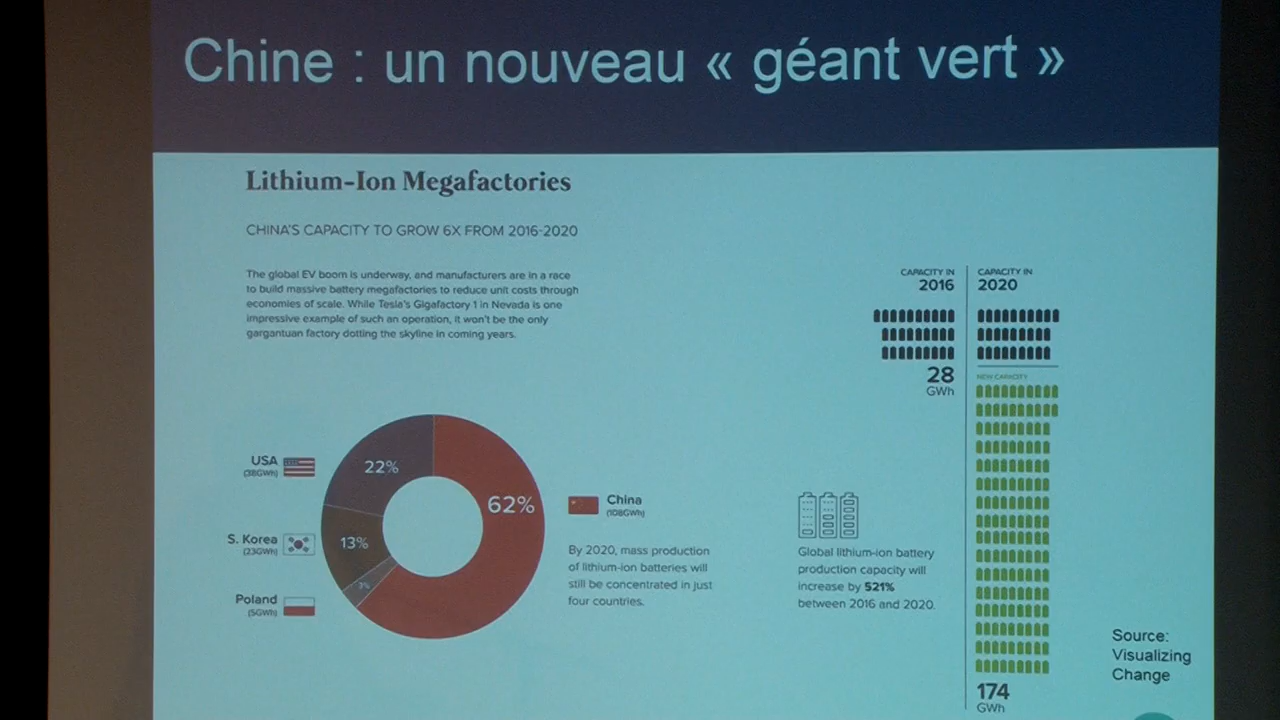 Chine : un nouveau « géant vert »
Lithium-Ion Megafactories
CHINA'S CAPACITY TO GROW 6X FROM 2016-2020
The global EV boom is underway, and manufacturers are in a race
to build massive battery megafactories to reduce unit costs through
economies of scale. While Tesla's Gigafactory 1 in Nevada is one
impressive example of such an operation, it won't be the only
gargantuan factory dotting the skyline in coming years.
CAPACITY IN
2016
28
GWh
CAPACITY IN
2020
NEW CAPACITY
174
GWh
USA
(38GWh)
22%
62%
China
(108GWh)
S. Korea
(23GWh)
13%
Poland
(5GWh)
3%
By 2020, mass production
of lithium-ion batteries will
still be concentrated in just
four countries.
Global lithium-ion battery
production capacity will
increase by 521%
between 2016 and 2020.
Source:
Visualizing
Change